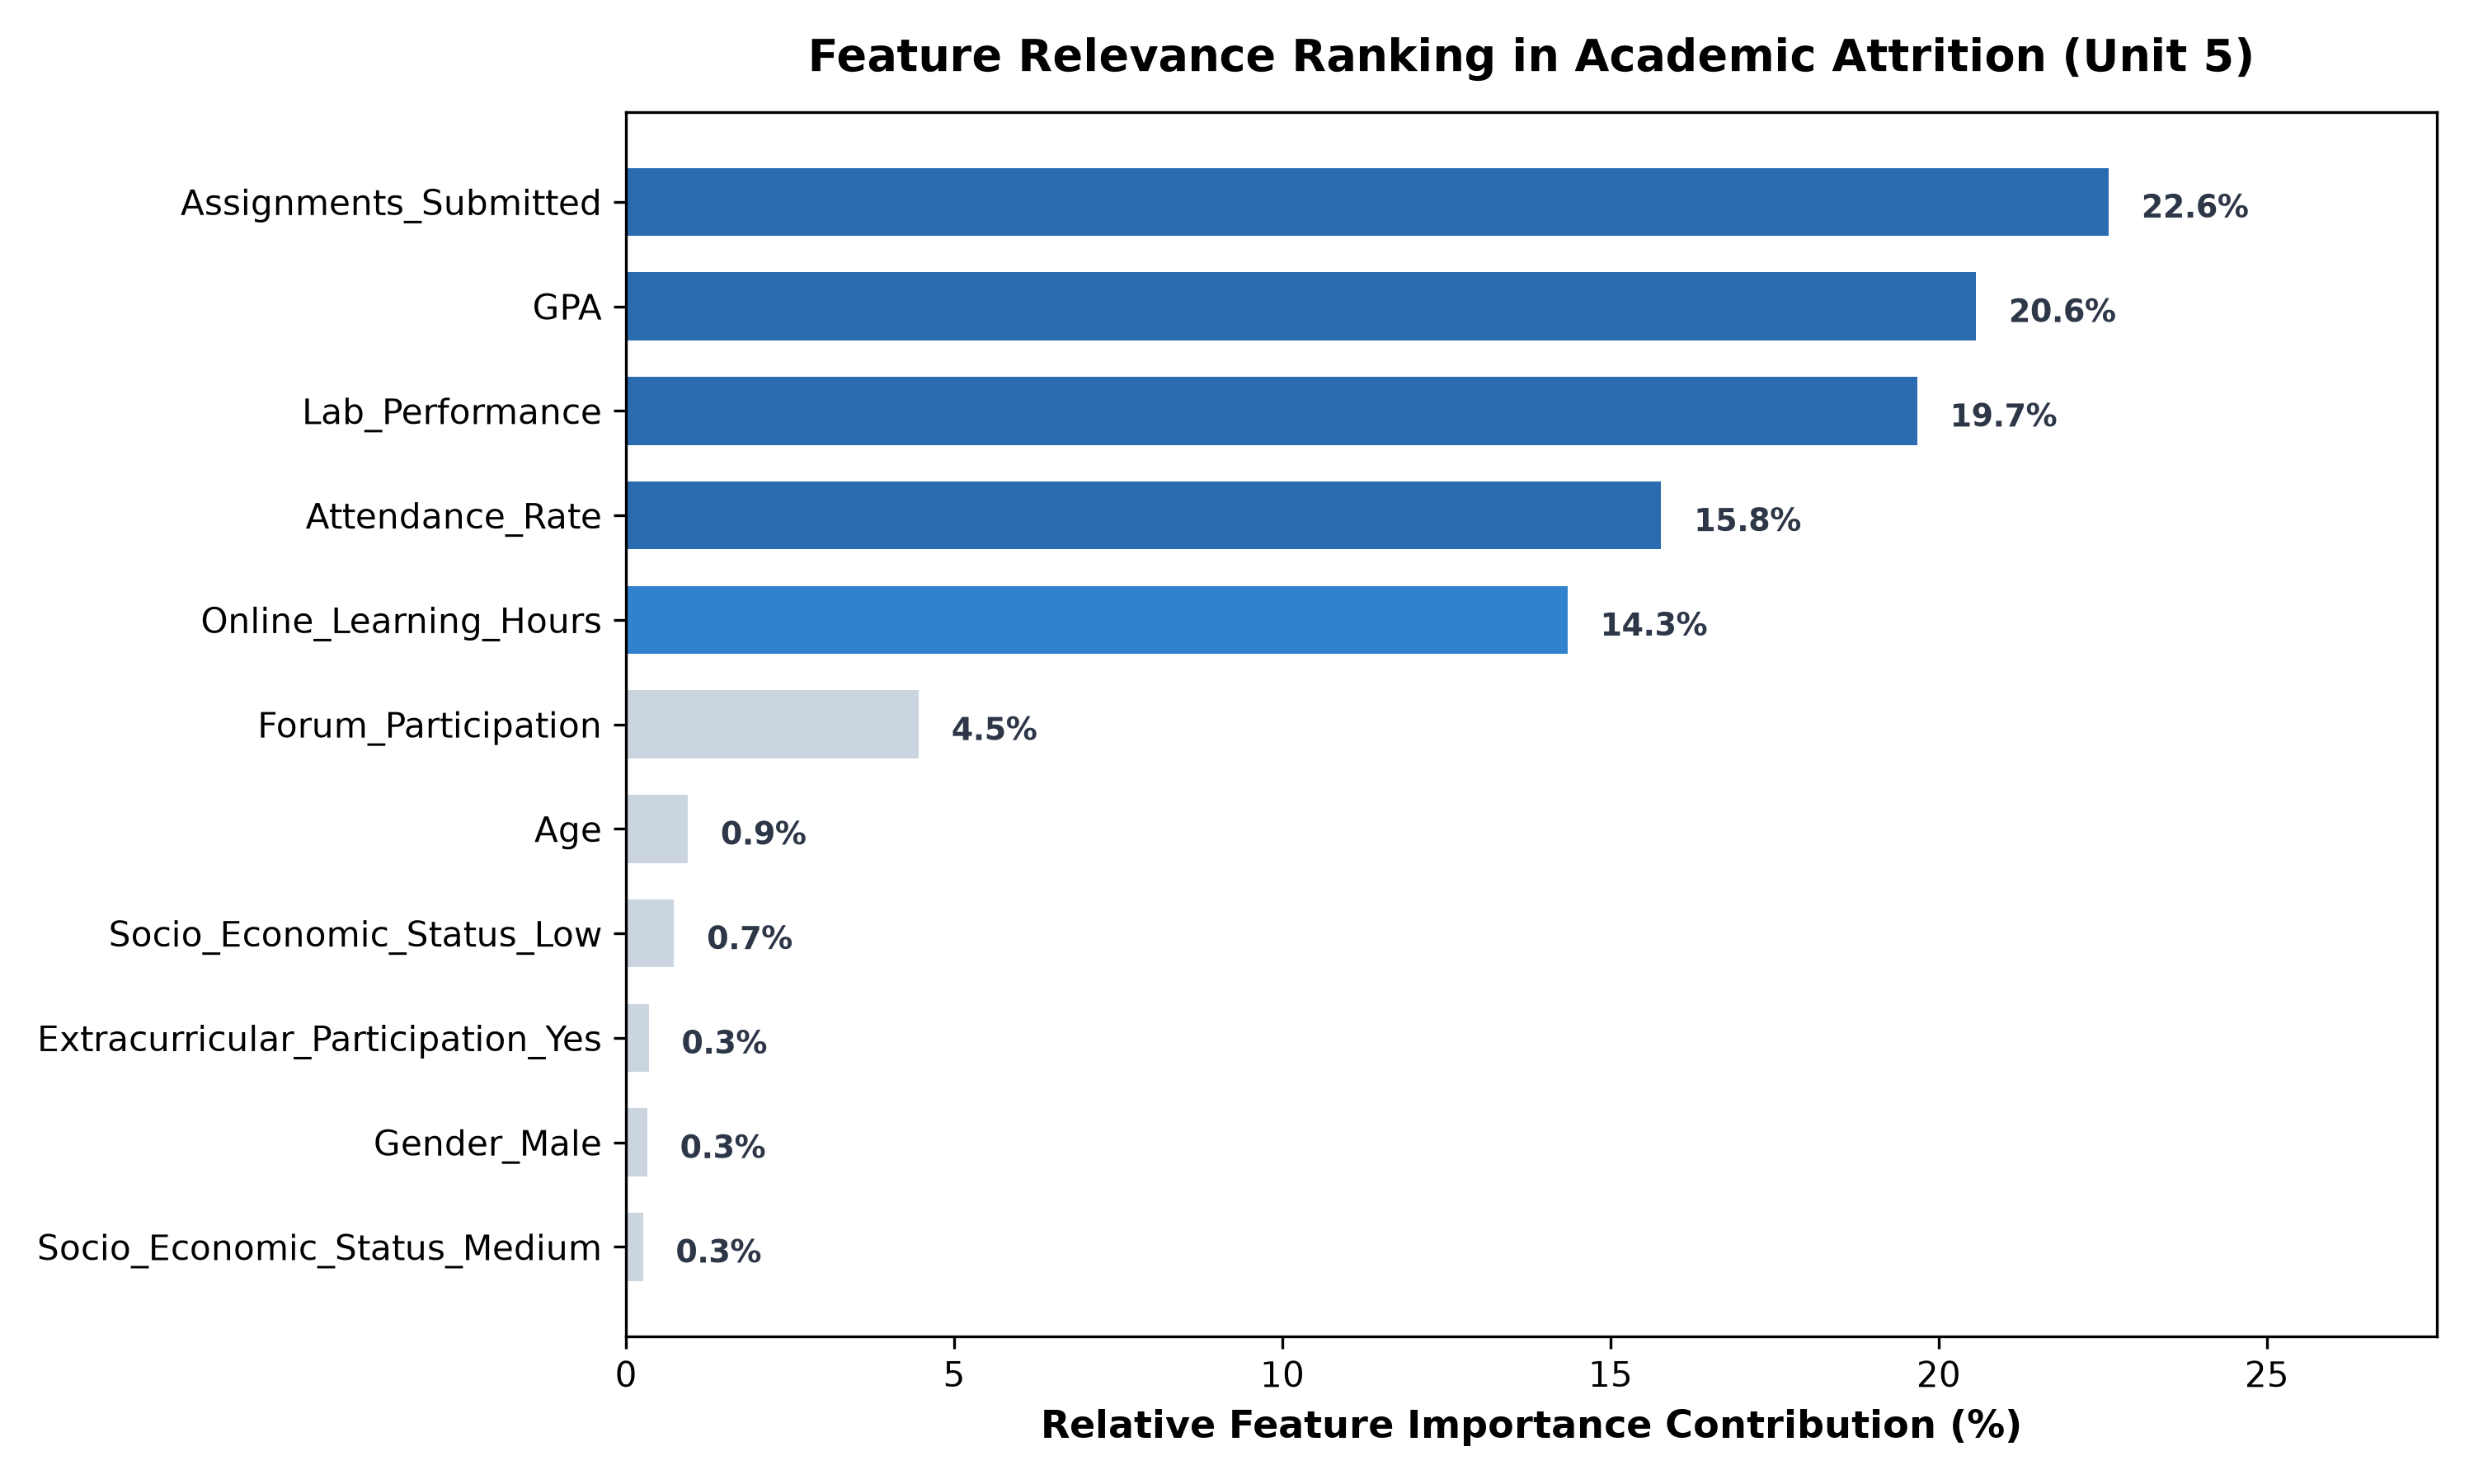 Feature Relevance Ranking in Academic Attrition (Unit 5)
Assignments_Submitted 22.6%
GPA 20.6%
Lab_Performance 19.7%
Attendance_Rate 15.8%
Online_Learning_Hours 14.3%
Forum_Participation 4.5%
Age 0.9%
Socio_Economic_Status_Low 0.7%
Extracurricular_Participation_Yes 0.3%
Gender_Male 0.3%
Socio_Economic_Status_Medium 0.3%
0 5 10 15 20 25
Relative Feature Importance Contribution (%)